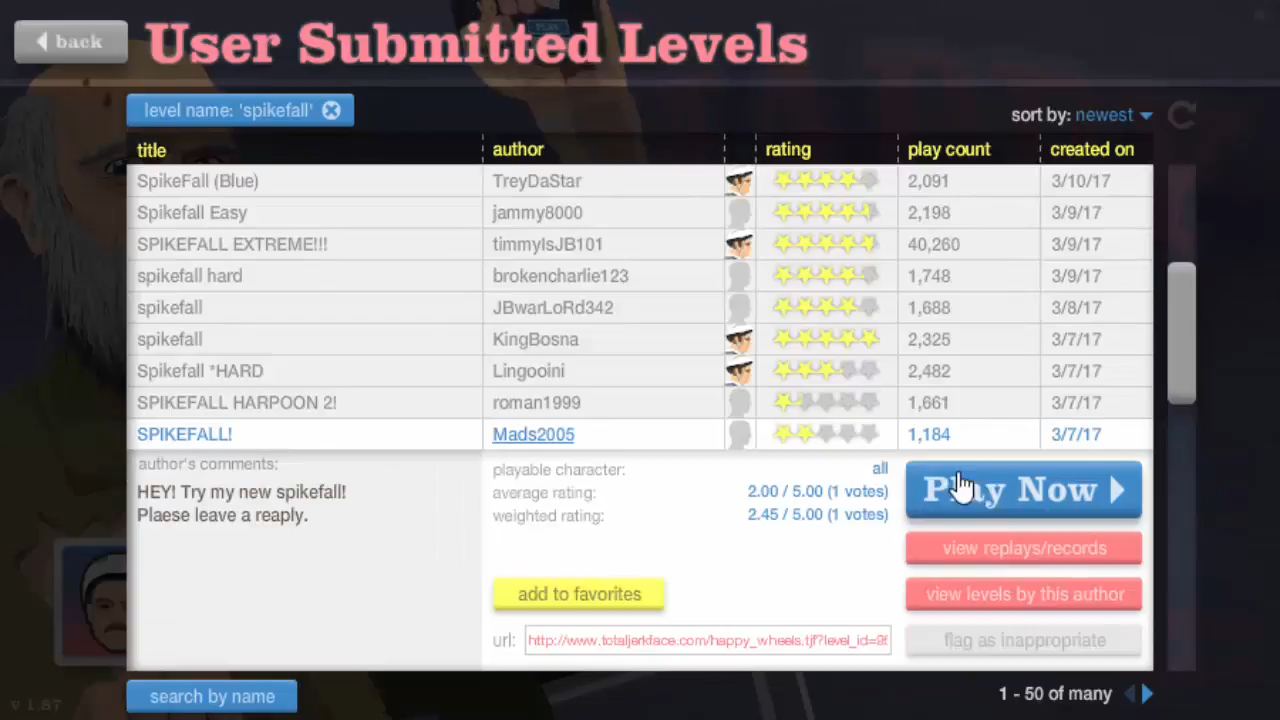 back
User Submitted Levels
level name: 'spikefall'
sort by: newest
title author rating play count created on
SpikeFall (Blue) TreyDaStar 2,091 3/10/17
Spikefall Easy jammy8000 2,198 3/9/17
SPIKEFALL EXTREME!!! timmyIsJB101 40,260 3/9/17
spikefall hard brokencharlie123 1,748 3/9/17
spikefall JBwarLoRd342 1,688 3/8/17
spikefall KingBosna 2,325 3/7/17
Spikefall *HARD Lingooini 2,482 3/7/17
SPIKEFALL HARPOON 2! roman1999 1,661 3/7/17
SPIKEFALL! Mads2005 1,184 3/7/17
author's comments:
HEY! Try my new spikefall!
Plaese leave a reaply.
playable character: all
average rating: 2.00 / 5.00 (1 votes)
weighted rating: 2.45 / 5.00 (1 votes)
add to favorites
url: http://www.totaljerkface.com/happy_wheels.tjf?level_id=9
Play Now
view replays/records
view levels by this author
flag as inappropriate
search by name
1 - 50 of many
v 1.87